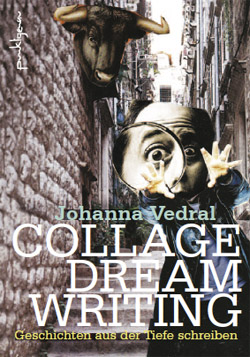 Johanna Vedral
COLLAGE
DREAM
WRITING
Geschichten aus der Tiefe schreiben